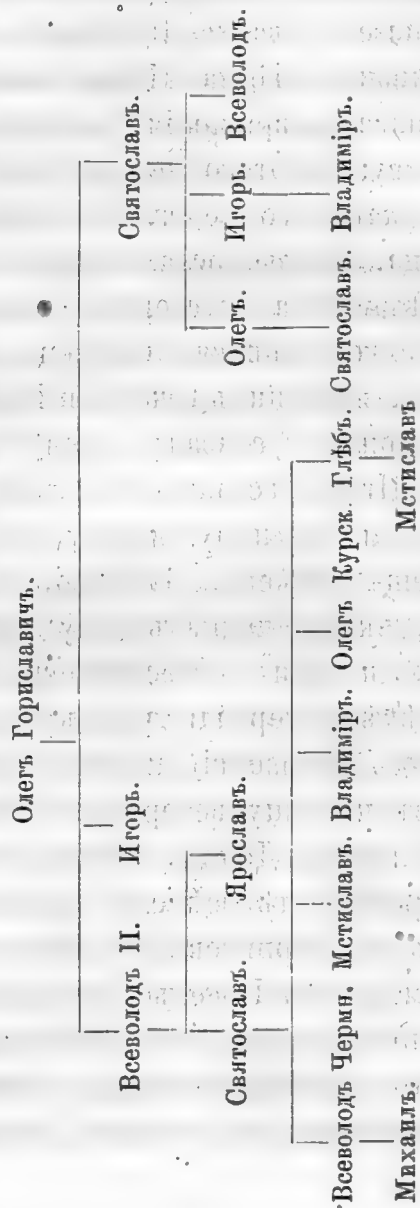 Олегъ Гориславичъ.
Всеволодъ II. Игорь. Святославъ.
Святославъ. Ярославъ. Олегъ. Игорь. Всеволодъ.
Всеволодъ Чермн. Мстиславъ. Владиміръ. Олегъ Курск. Глѣбъ. Святославъ. Владиміръ.
Михаилъ. Мстиславъ